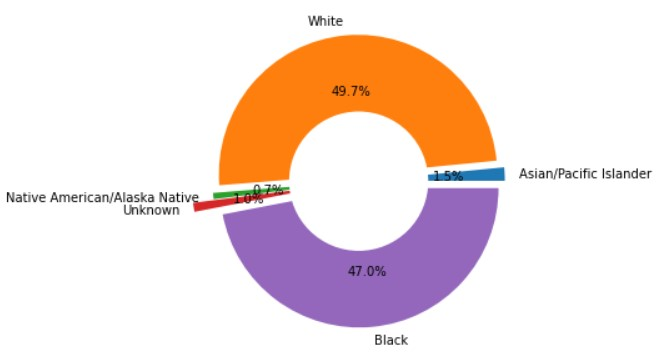 White
49.7%
1.5%
Asian/Pacific Islander
0.7%
Native American/Alaska Native
1.0%
Unknown
47.0%
Black